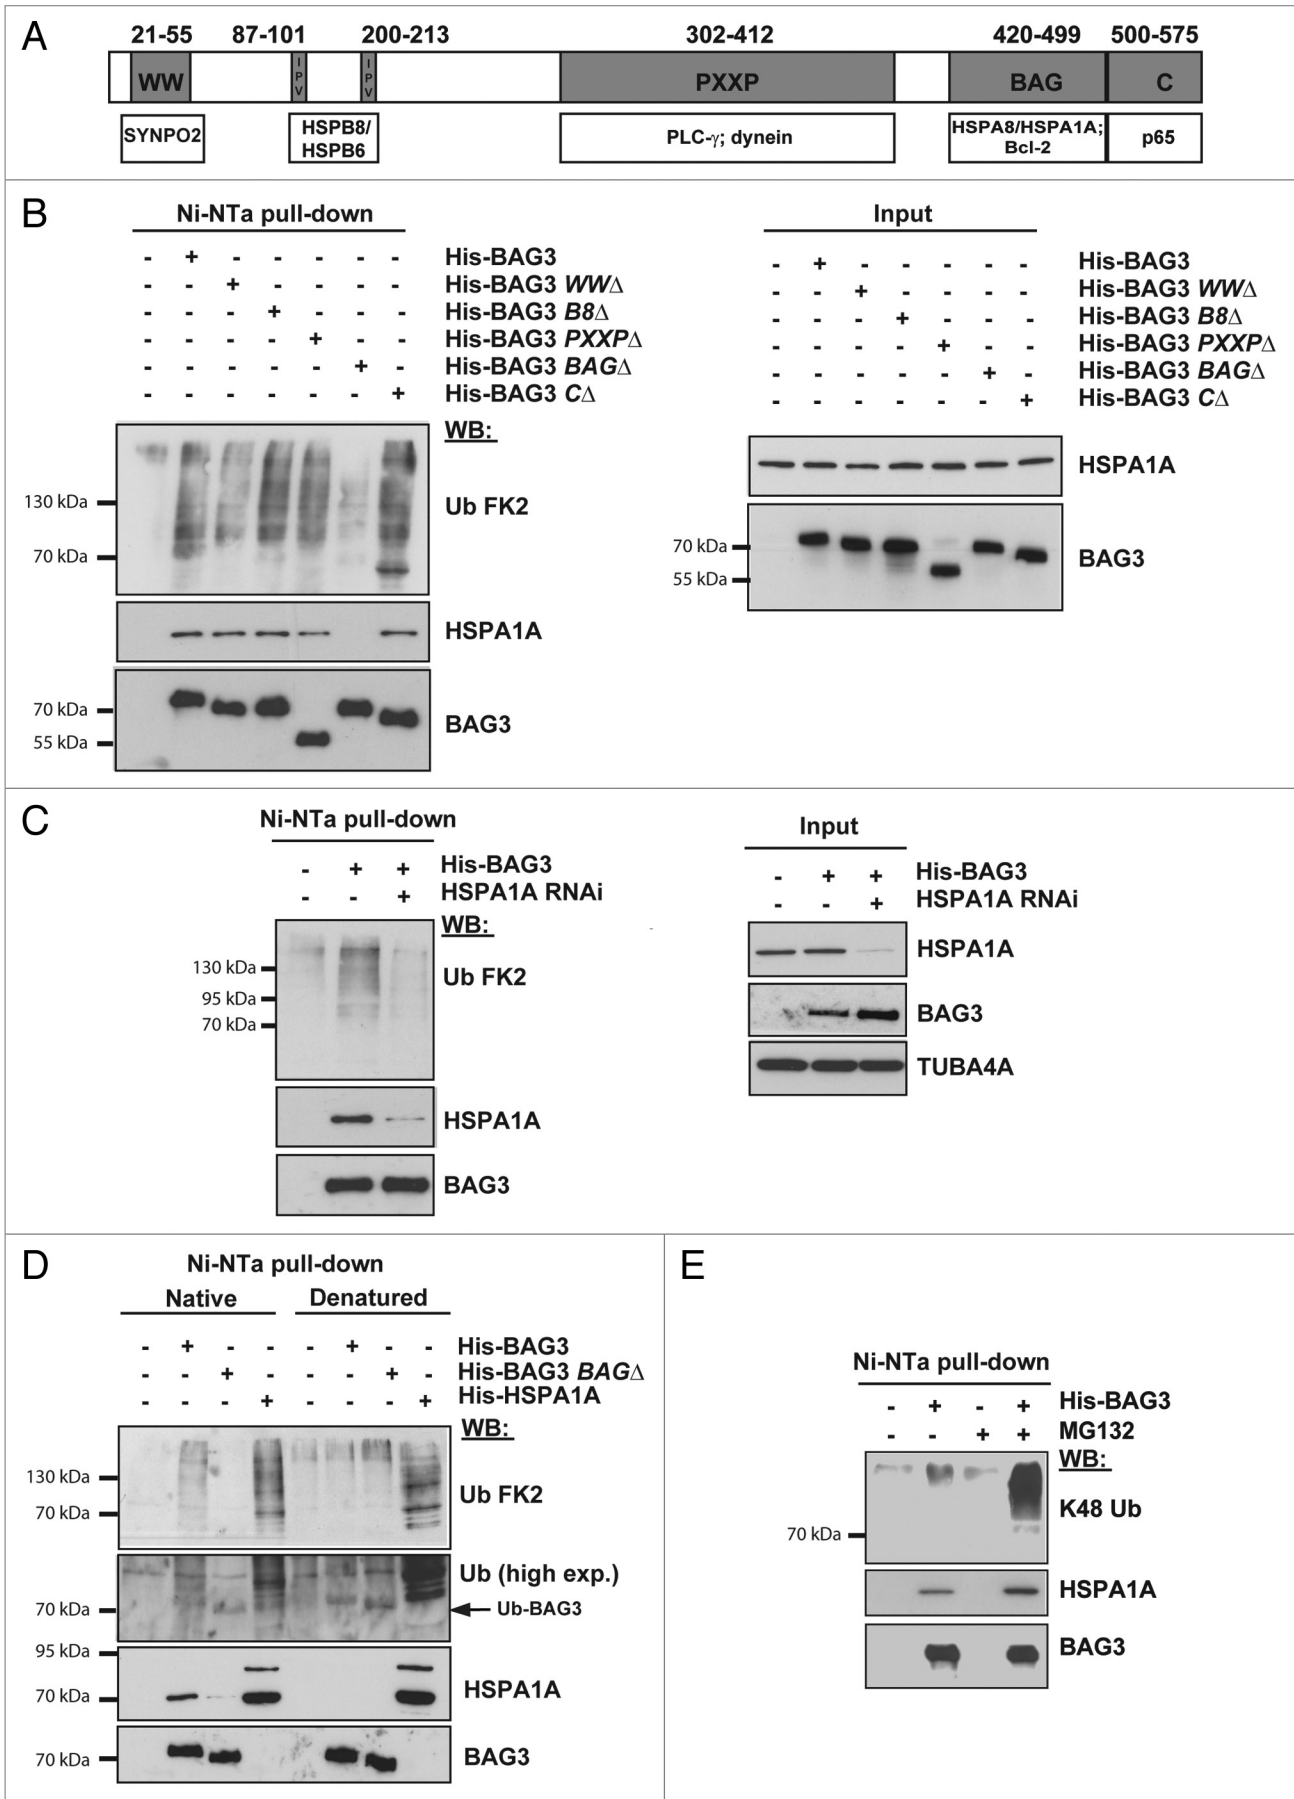 A
21-55 87-101 200-213 302-412 420-499 500-575
WW IPV IPV PXXP BAG C
SYNPO2 HSPB8/ HSPB6 PLC-γ; dynein HSPA8/HSPA1A; Bcl-2 p65
B
Ni-NTa pull-down
- + - - - - - His-BAG3
- - + - - - - His-BAG3 WWΔ
- - - + - - - His-BAG3 B8Δ
- - - - + - - His-BAG3 PXXPΔ
- - - - - + - His-BAG3 BAGΔ
- - - - - - + His-BAG3 CΔ
WB:
130 kDa
Ub FK2
70 kDa
HSPA1A
70 kDa
BAG3
55 kDa
Input
- + - - - - - His-BAG3
- - + - - - - His-BAG3 WWΔ
- - - + - - - His-BAG3 B8Δ
- - - - + - - His-BAG3 PXXPΔ
- - - - - + - His-BAG3 BAGΔ
- - - - - - + His-BAG3 CΔ
HSPA1A
70 kDa
BAG3
55 kDa
C
Ni-NTa pull-down
- + + His-BAG3
- - + HSPA1A RNAi
WB:
130 kDa
Ub FK2
95 kDa
70 kDa
HSPA1A
BAG3
Input
- + + His-BAG3
- - + HSPA1A RNAi
HSPA1A
BAG3
TUBA4A
D
Ni-NTa pull-down
Native Denatured
- + - - - + - - His-BAG3
- - + - - - + - His-BAG3 BAGΔ
- - - + - - - + His-HSPA1A
WB:
130 kDa
Ub FK2
70 kDa
Ub (high exp.)
70 kDa Ub-BAG3
95 kDa
HSPA1A
70 kDa
70 kDa BAG3
E
Ni-NTa pull-down
- + - + His-BAG3
- - + + MG132
WB:
K48 Ub
70 kDa
HSPA1A
BAG3